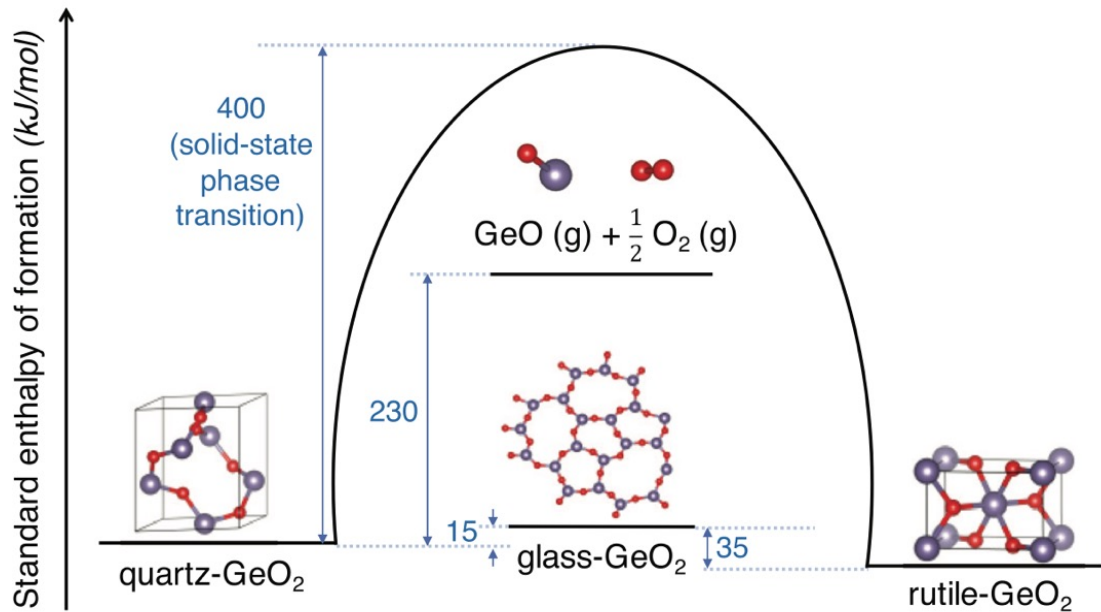 Standard enthalpy of formation (kJ/mol)
400
(solid-state
phase
transition)
GeO (g) + 1/2 O₂ (g)
230
15
35
quartz-GeO₂
glass-GeO₂
rutile-GeO₂